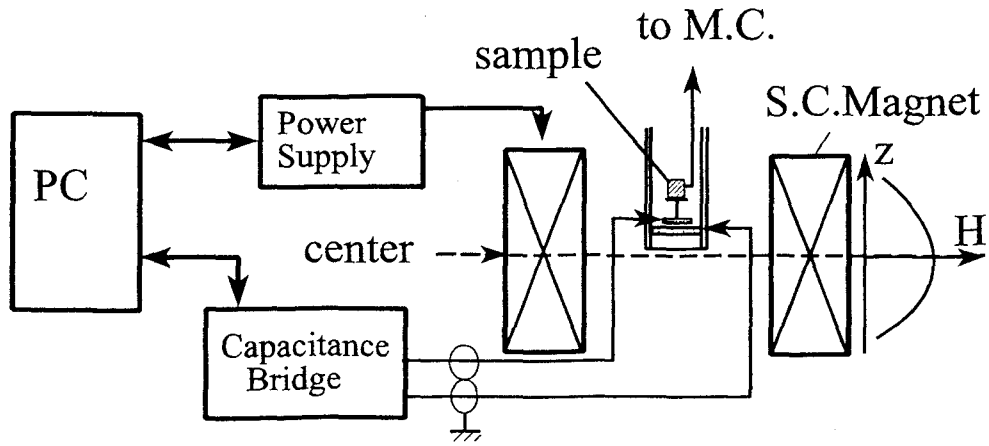 to M.C.
sample
S.C.Magnet
Power
Supply
PC
z
H
center
Capacitance
Bridge